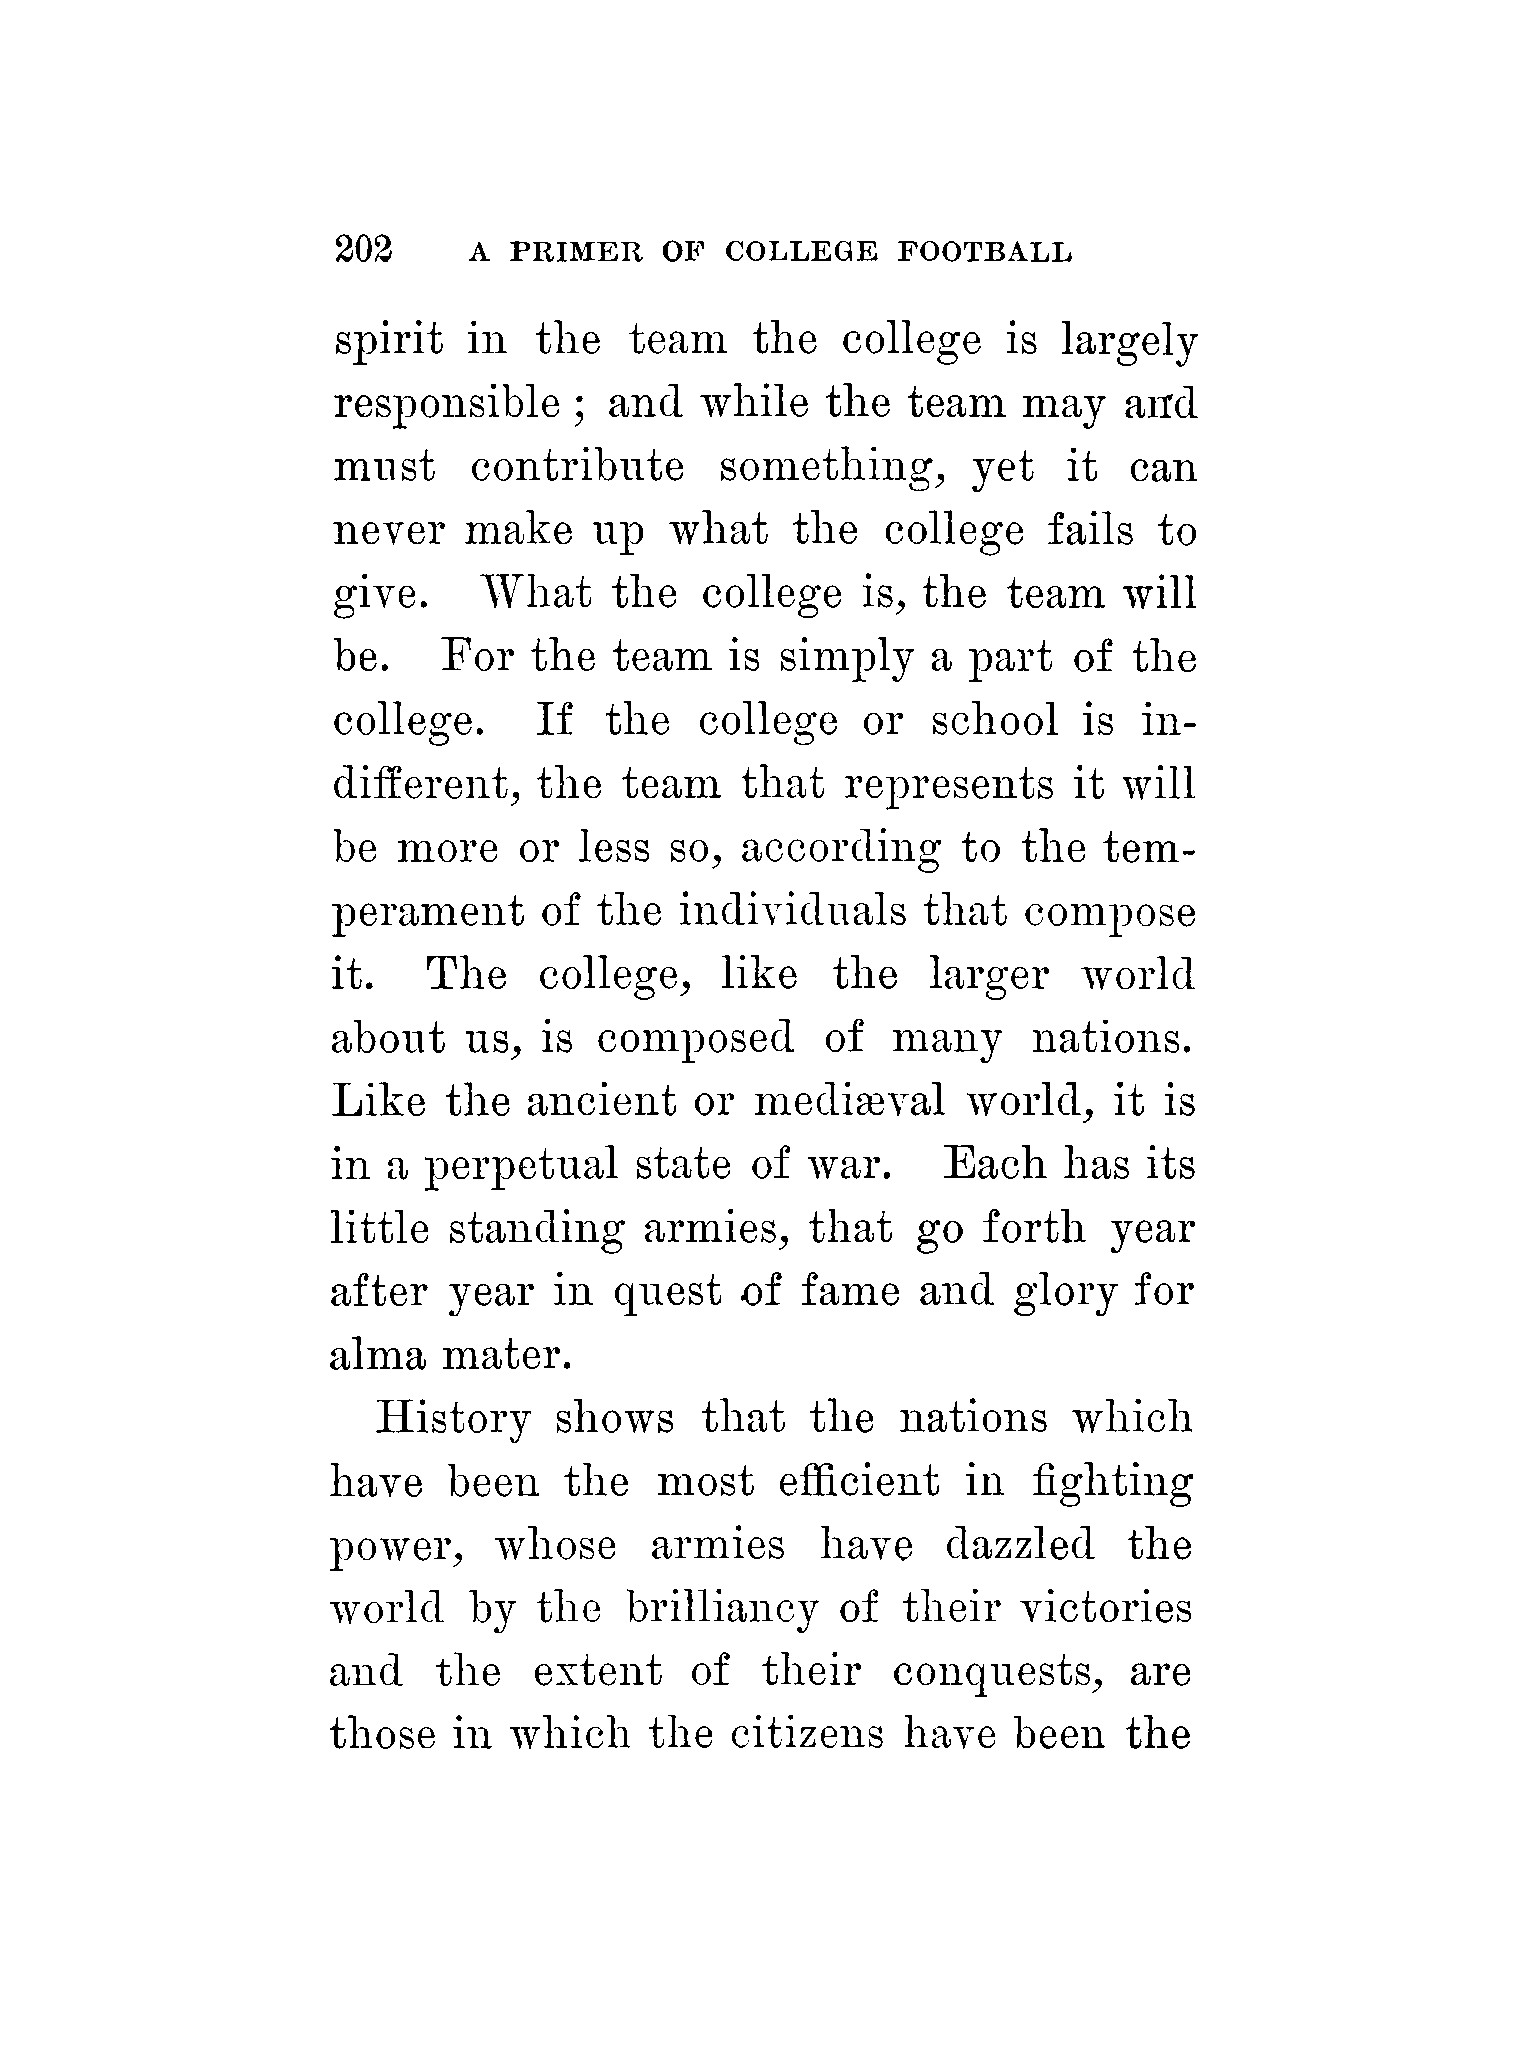 202 A PRIMER OF COLLEGE FOOTBALL
spirit in the team the college is largely
responsible ; and while the team may and
must contribute something, yet it can
never make up what the college fails to
give. What the college is, the team will
be. For the team is simply a part of the
college. If the college or school is in-
different, the team that represents it will
be more or less so, according to the tem-
perament of the individuals that compose
it. The college, like the larger world
about us, is composed of many nations.
Like the ancient or mediæval world, it is
in a perpetual state of war. Each has its
little standing armies, that go forth year
after year in quest of fame and glory for
alma mater.
History shows that the nations which
have been the most efficient in fighting
power, whose armies have dazzled the
world by the brilliancy of their victories
and the extent of their conquests, are
those in which the citizens have been the